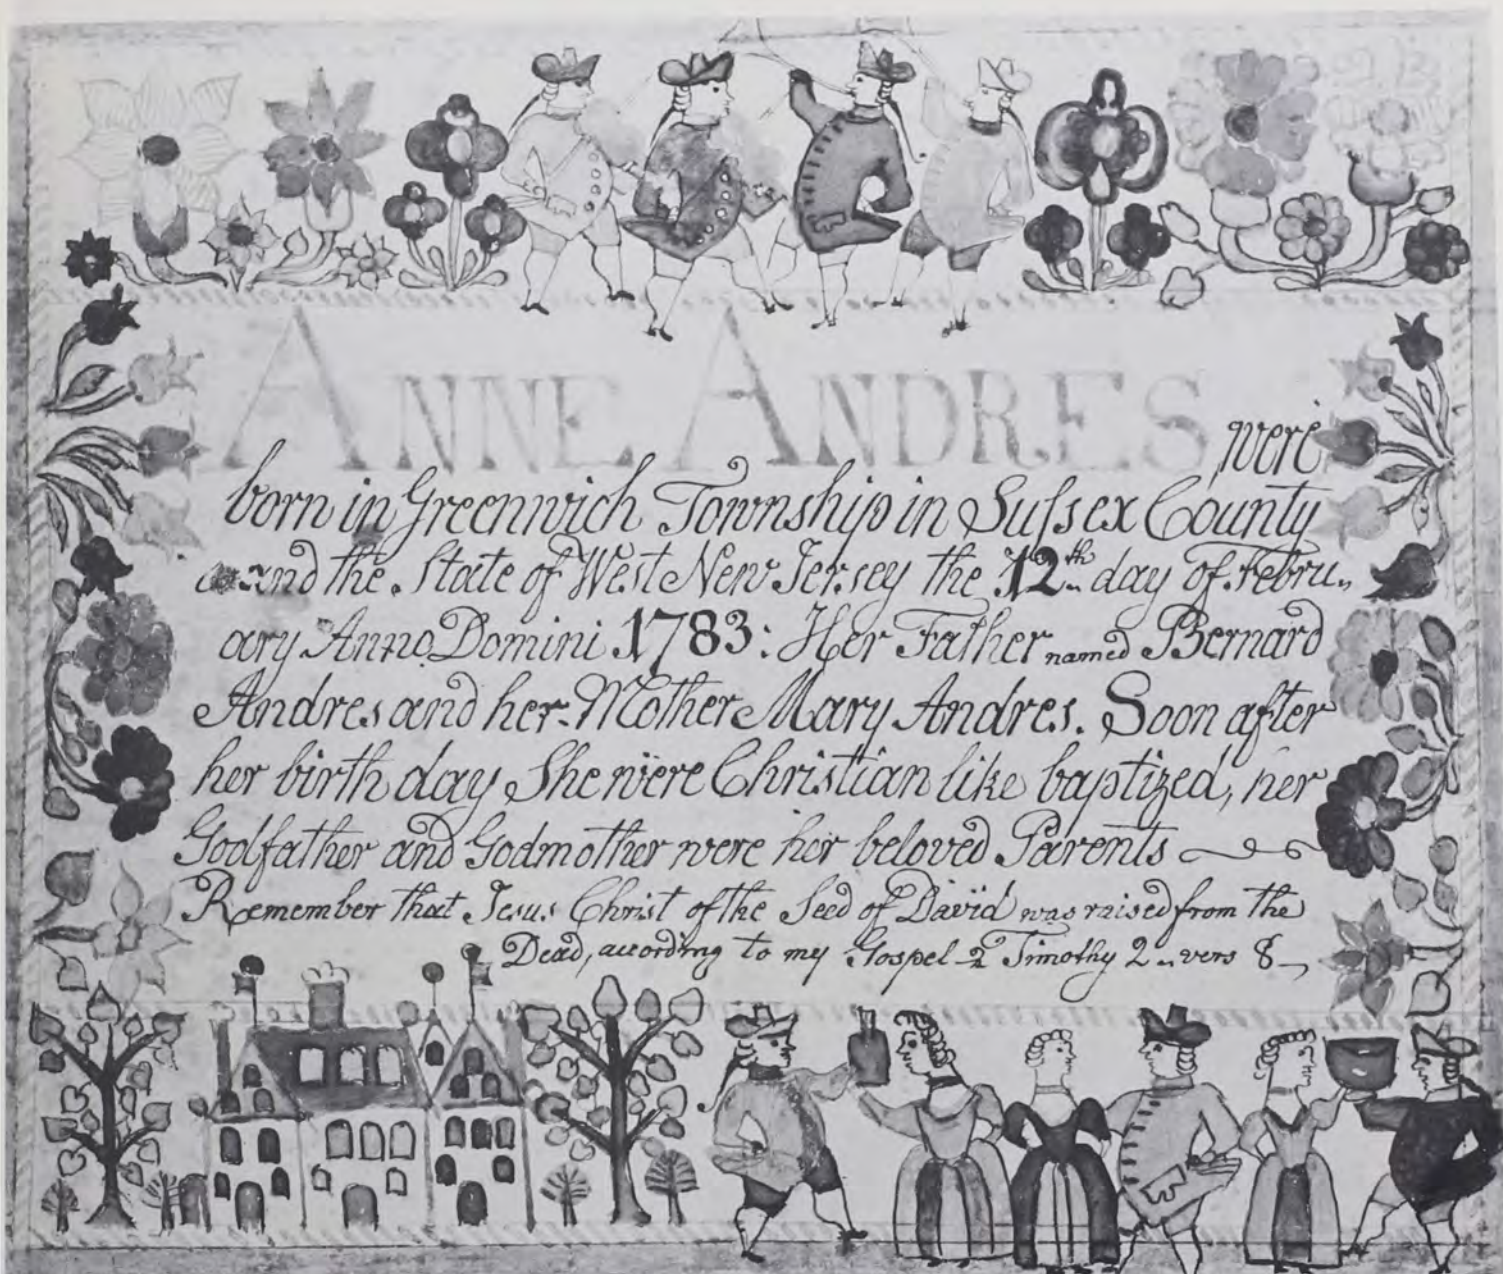 ANNE ANDRES were
born in Greenwich Township in Sufsex County
and the State of West New Jersey the 12th day of Febru„
ary Anno Domini 1783: Her Father named Bernard
Andres and her Mother Mary Andres. Soon after
her birth day She were Christian like baptized, her
Godfather and Godmother were her beloved Parents
Remember that Jesus Christ of the Seed of David was raised from the
Dead, acording to my Gospel 2 Timothy 2 „ vers 8